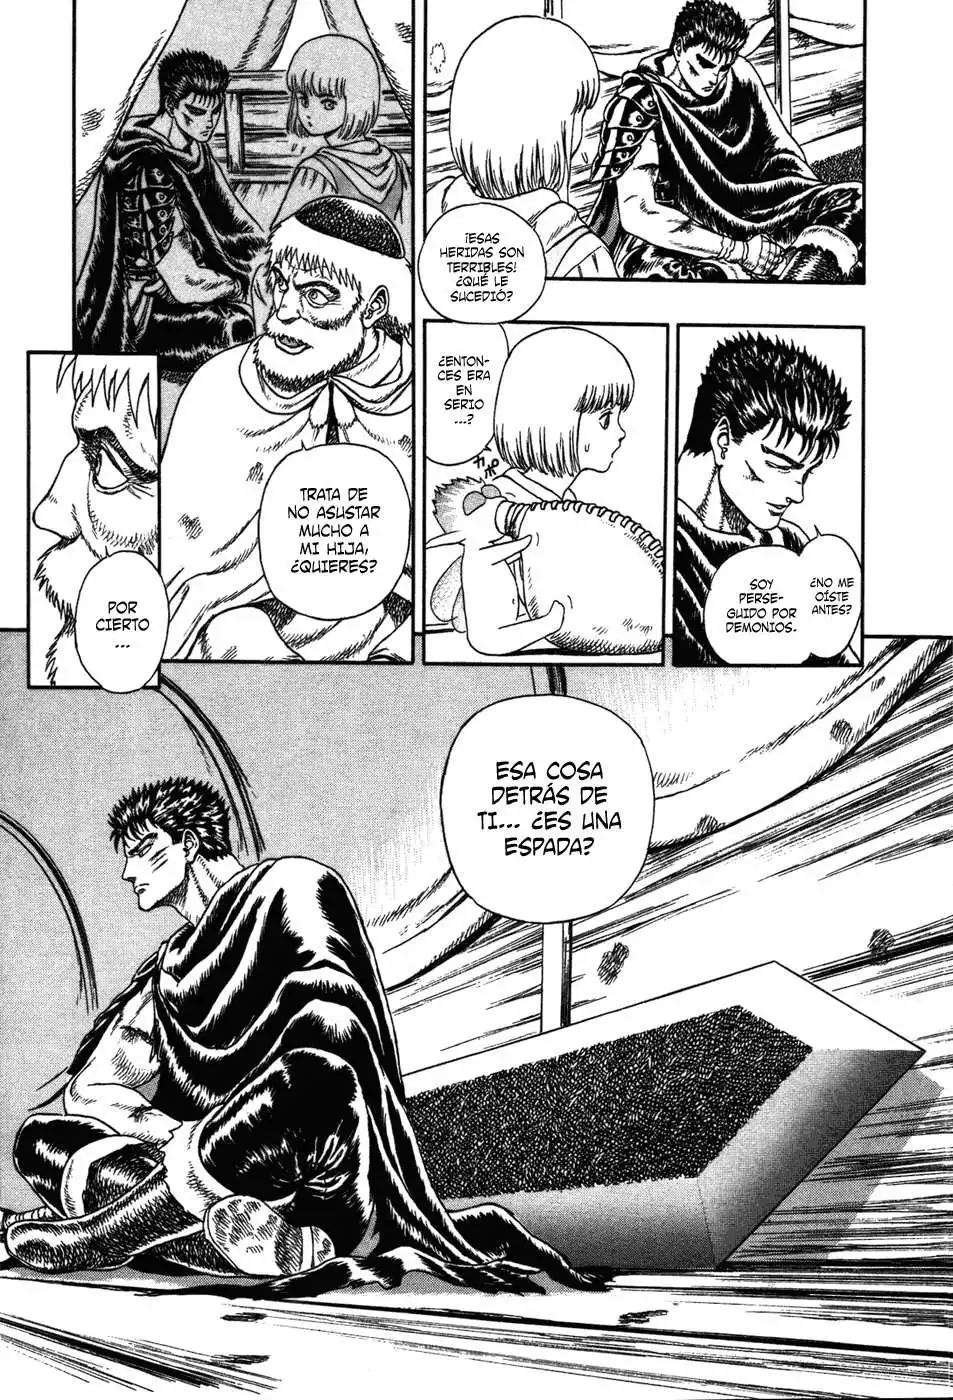 ¡ESAS
HERIDAS SON
TERRIBLES!
¿QUÉ LE
SUCEDIÓ?
¿NO ME
OÍSTE
ANTES?
SOY
PERSE-
GUIDO POR
DEMONIOS.
¿ENTON-
CES ERA
EN
SERIO
...?
カポ
TRATA DE
NO ASUSTAR
MUCHO A
MI HIJA,
¿QUIERES?
POR
CIERTO
...
ESA COSA
DETRÁS DE
TI... ¿ES UNA
ESPADA?